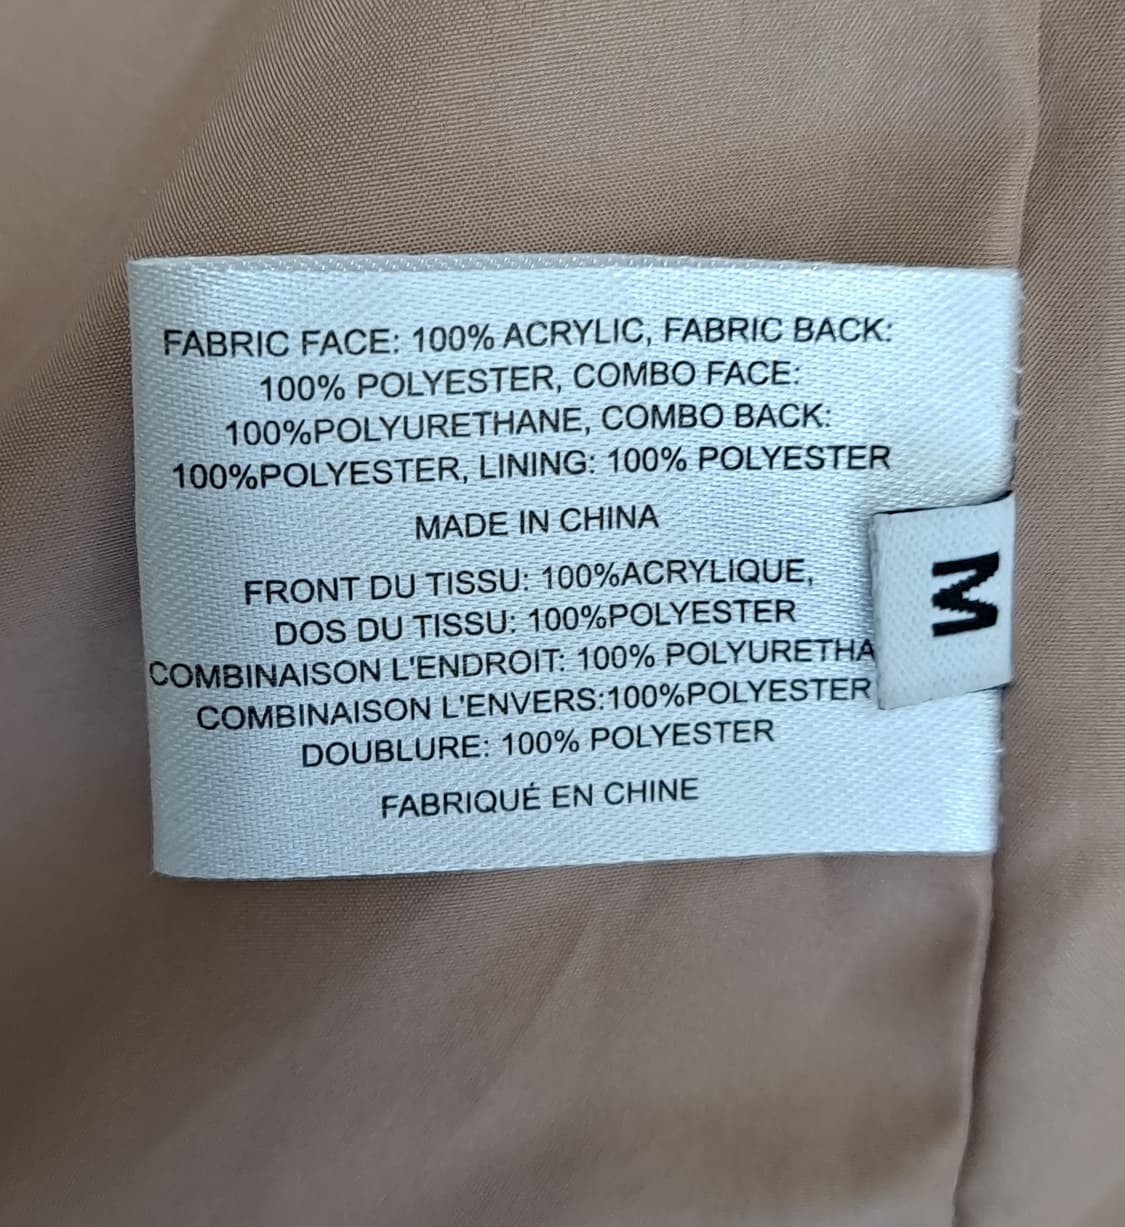 FABRIC FACE: 100% ACRYLIC, FABRIC BACK:
100% POLYESTER, COMBO FACE:
100%POLYURETHANE, COMBO BACK:
100%POLYESTER, LINING: 100% POLYESTER
MADE IN CHINA
FRONT DU TISSU: 100%ACRYLIQUE,
DOS DU TISSU: 100%POLYESTER
COMBINAISON L'ENDROIT: 100% POLYURETHA
COMBINAISON L'ENVERS:100%POLYESTER
DOUBLURE: 100% POLYESTER
FABRIQUÉ EN CHINE
M